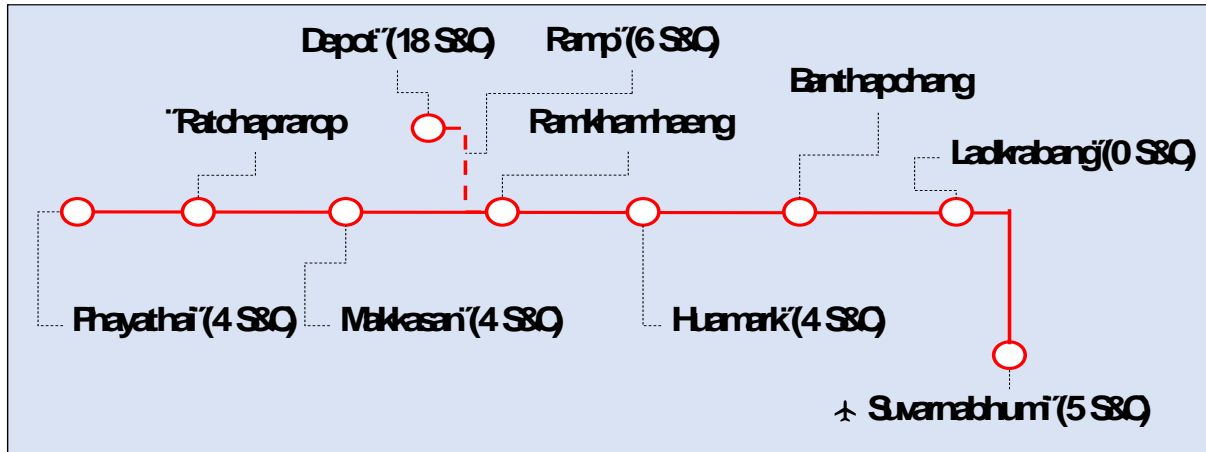 Depot ̈(18 S&C)
Ramp ̈(6 S&C)
Banthapchang
 ̈Ratchaprarop
Ramkhamhaeng
Ladkrabang ̈(0 S&C)
Phayathai ̈(4 S&C)
Makkasan ̈(4 S&C)
Huamark ̈(4 S&C)
✈ Suvarnabhumi ̈(5 S&C)